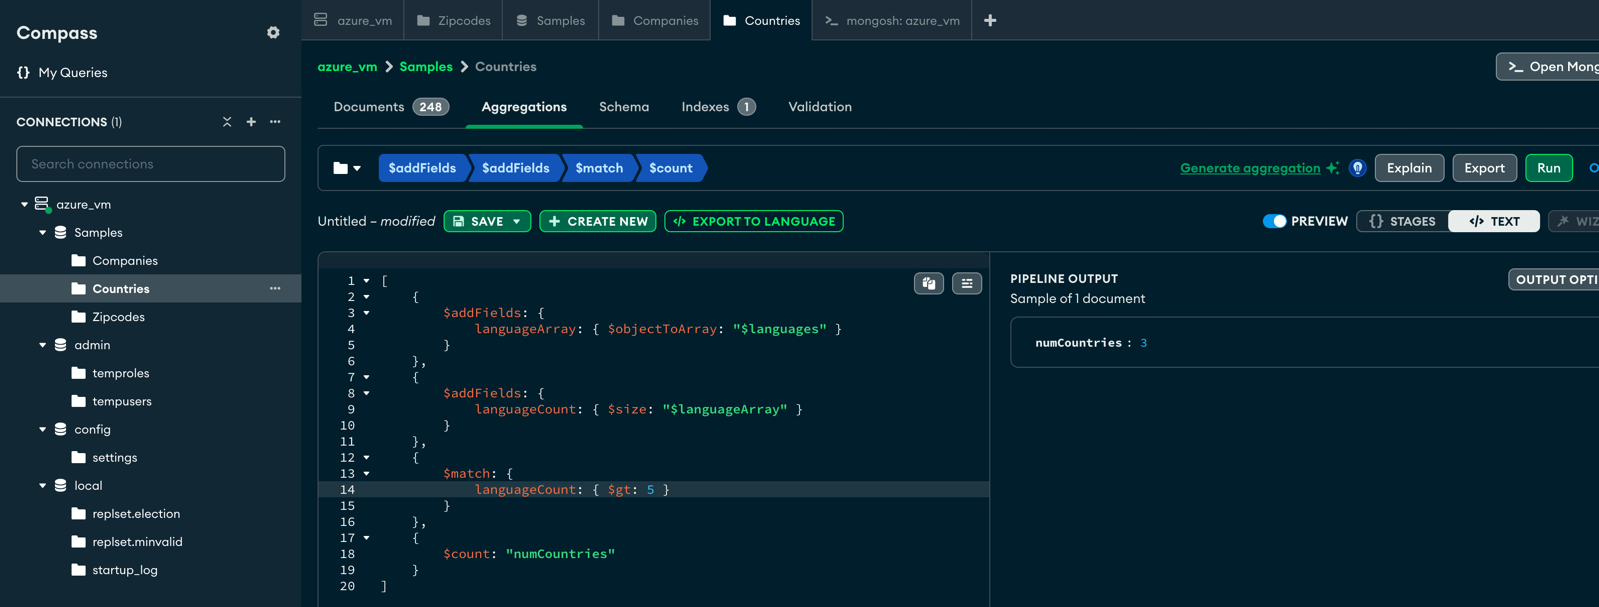 Compass
{} My Queries
CONNECTIONS (1)
Search connections
azure_vm
Samples
Companies
Countries
Zipcodes
admin
temproles
tempusers
config
settings
local
replset.election
replset.minvalid
startup_log
azure_vm
Zipcodes
Samples
Companies
Countries
>_ mongosh: azure_vm
azure_vm > Samples > Countries
>_ Open Mong
Documents 248
Aggregations
Schema
Indexes 1
Validation
$addFields $addFields $match $count
Generate aggregation
Explain
Export
Run
O
Untitled – modified
SAVE
+ CREATE NEW
</> EXPORT TO LANGUAGE
PREVIEW
{} STAGES
</> TEXT
WIZ
1 [
2 {
3 $addFields: {
4 languageArray: { $objectToArray: "$languages" }
5 }
6 },
7 {
8 $addFields: {
9 languageCount: { $size: "$languageArray" }
10 }
11 },
12 {
13 $match: {
14 languageCount: { $gt: 5 }
15 }
16 },
17 {
18 $count: "numCountries"
19 }
20 ]
PIPELINE OUTPUT
Sample of 1 document
OUTPUT OPTI
numCountries : 3